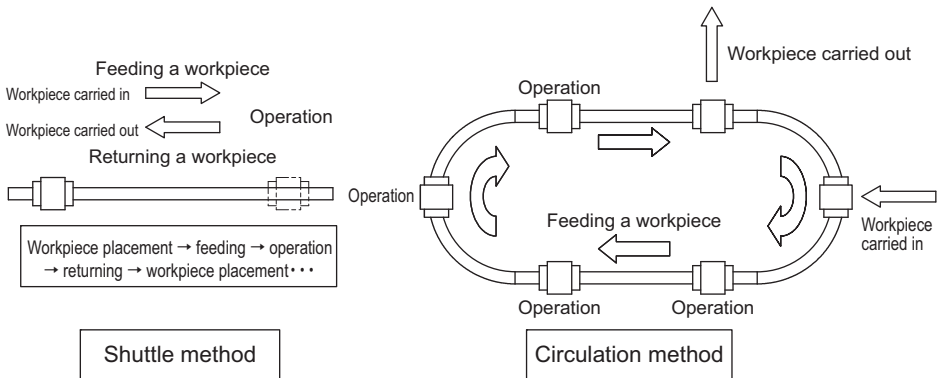 Feeding a workpiece
Workpiece carried in
Operation
Workpiece carried out
Returning a workpiece
Workpiece placement → feeding → operation
→ returning → workpiece placement・・・
Shuttle method
Workpiece carried out
Operation
Operation
Feeding a workpiece
Workpiece
carried in
Operation
Operation
Circulation method